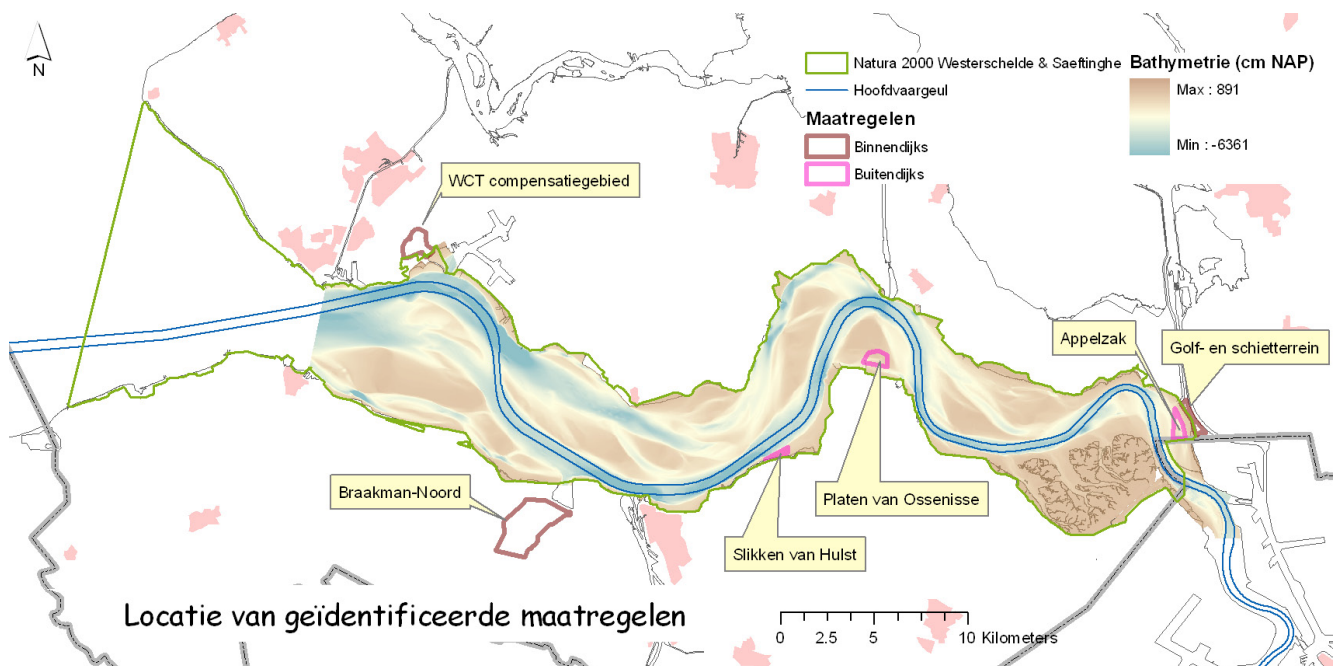 N
Natura 2000 Westerschelde & Saeftinghe
Hoofdvaargeul
Maatregelen
Binnendijks
Buitendijks
Bathymetrie (cm NAP)
Max : 891
Min : -6361
WCT compensatiegebied
Appelzak
Golf- en schietterrein
Braakman-Noord
Platen van Ossenisse
Slikken van Hulst
Locatie van geïdentificeerde maatregelen
0 2.5 5 10 Kilometers